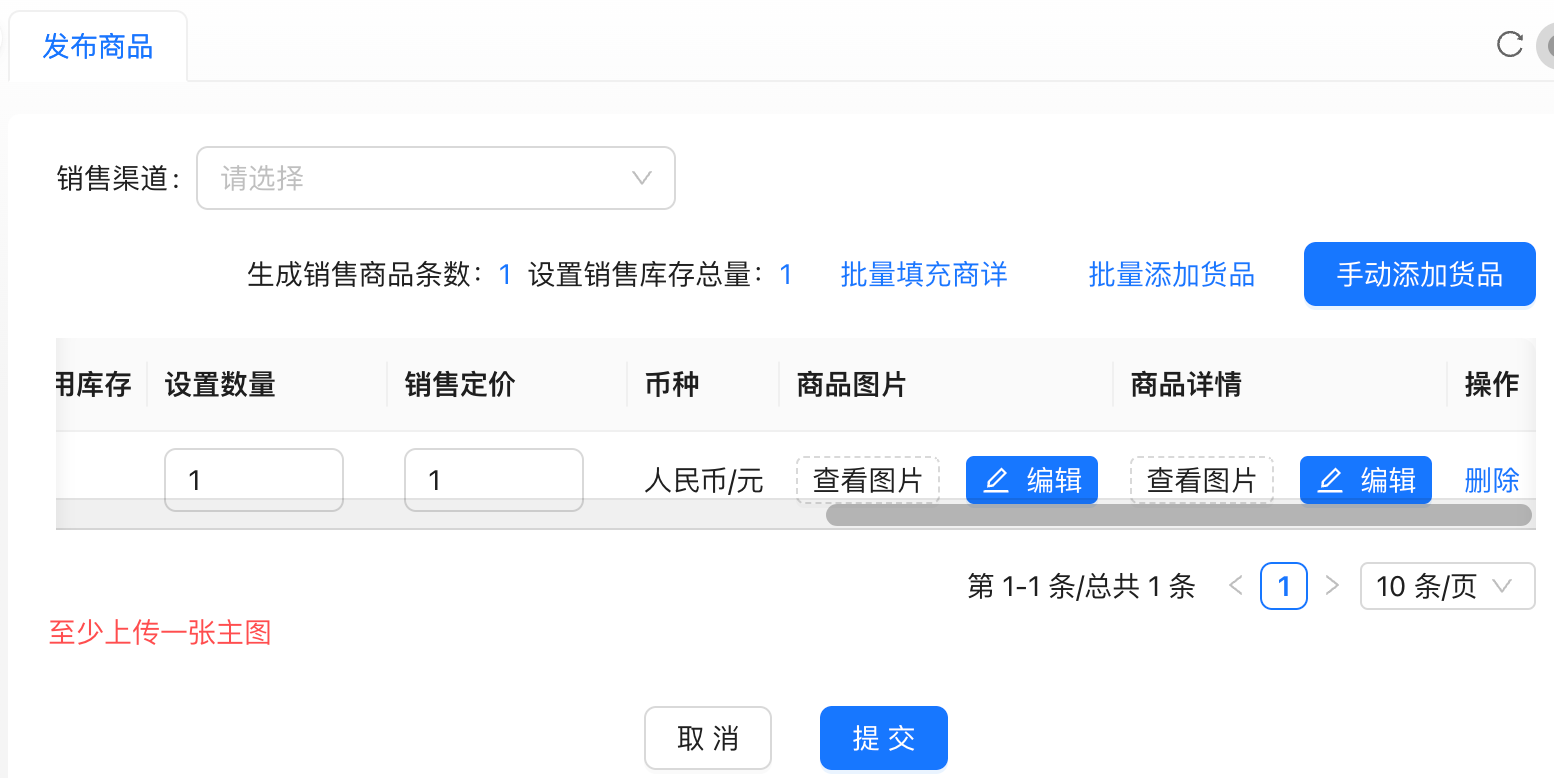 发布商品
销售渠道: 请选择
生成销售商品条数: 1 设置销售库存总量: 1 批量填充商详 批量添加货品 手动添加货品
用库存 设置数量 销售定价 币种 商品图片 商品详情 操作
1 1 人民币/元 查看图片 编辑 查看图片 编辑 删除
第 1-1 条/总共 1 条 < 1 > 10 条/页
至少上传一张主图
取 消 提 交